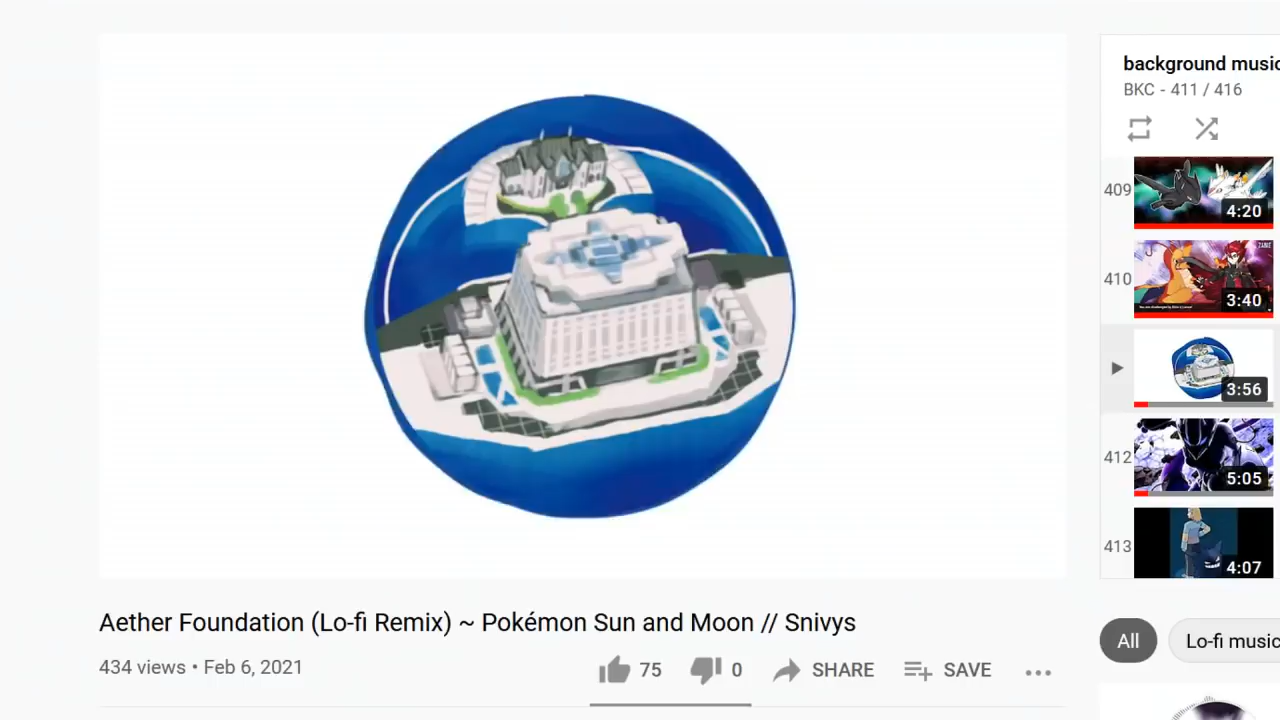 background music
BKC - 411 / 416
409
4:20
410
3:40
3:56
412
5:05
413
4:07
Aether Foundation (Lo-fi Remix) ~ Pokémon Sun and Moon // Snivys
434 views • Feb 6, 2021
75
0
SHARE
SAVE
All
Lo-fi music